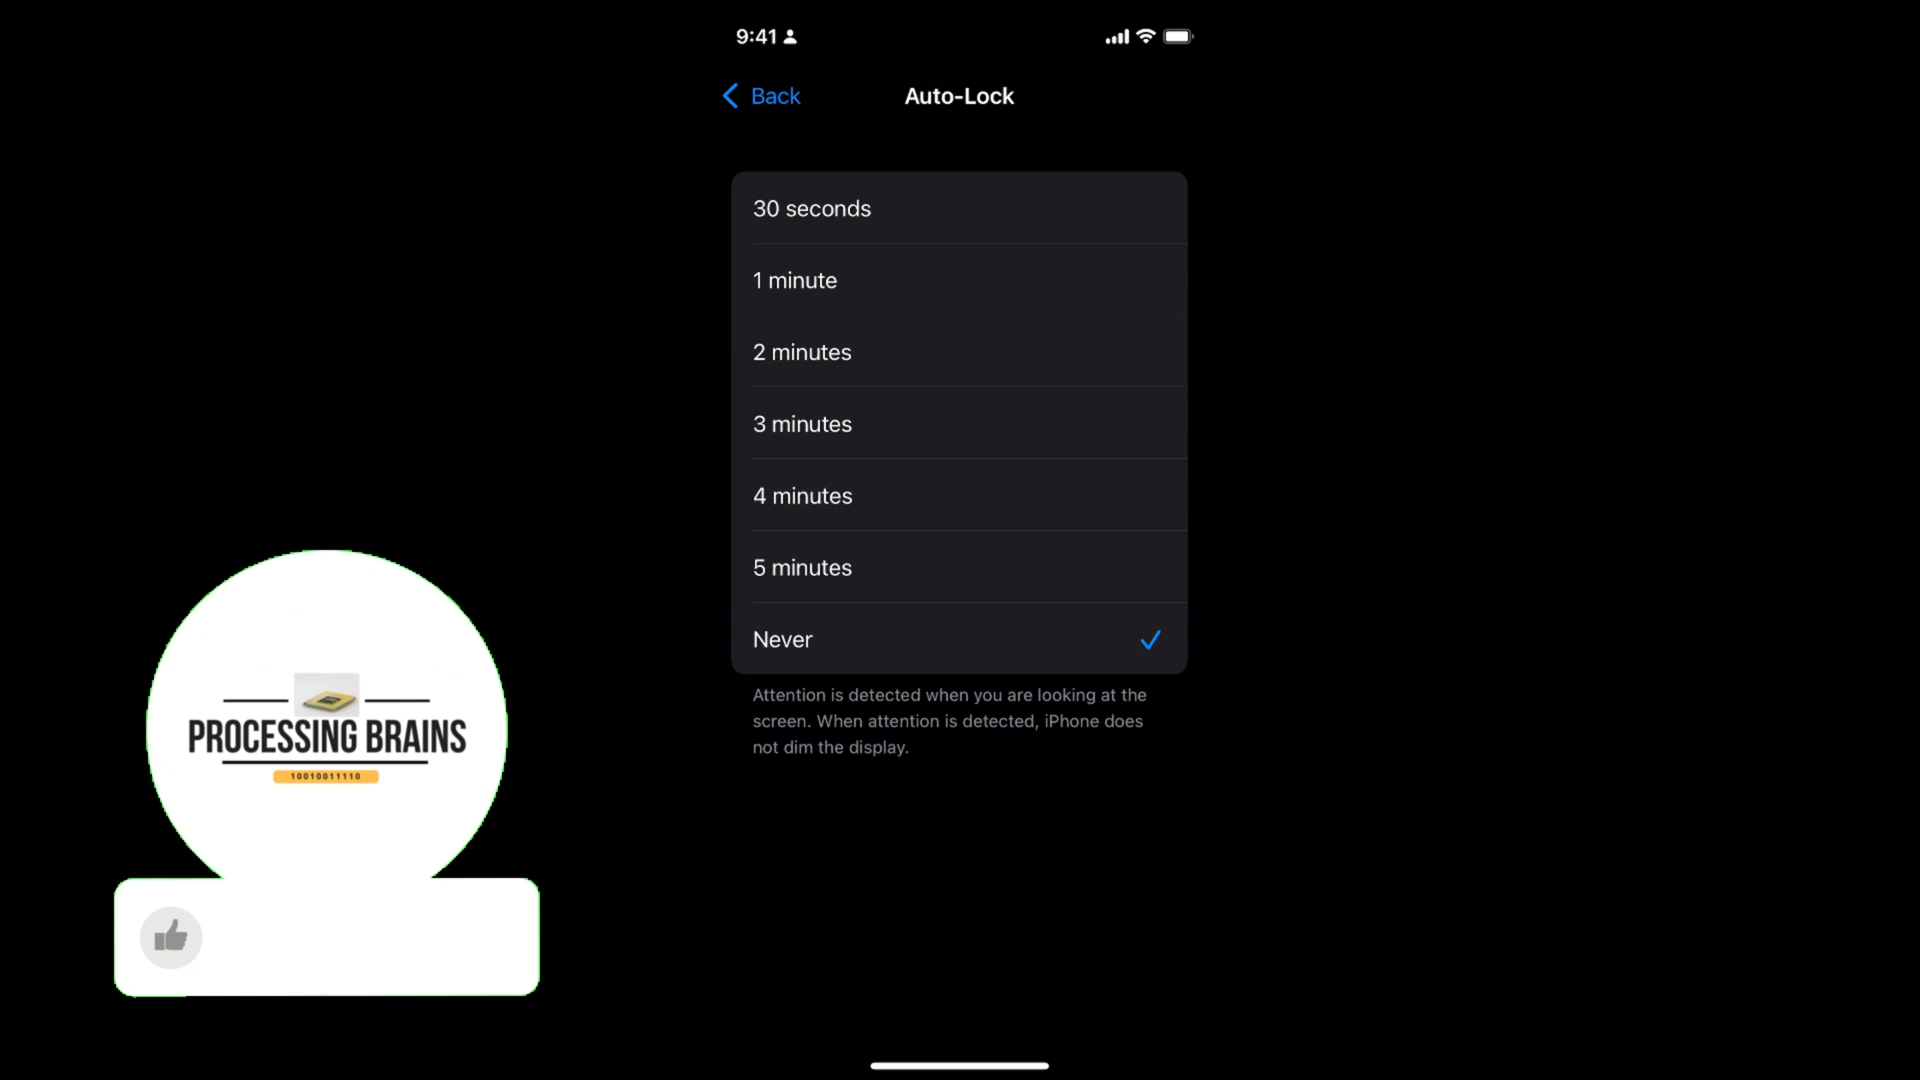 9:41
Back
Auto-Lock
30 seconds
1 minute
2 minutes
3 minutes
4 minutes
5 minutes
Never
Attention is detected when you are looking at the
screen. When attention is detected, iPhone does
not dim the display.
PROCESSING BRAINS
10010011110